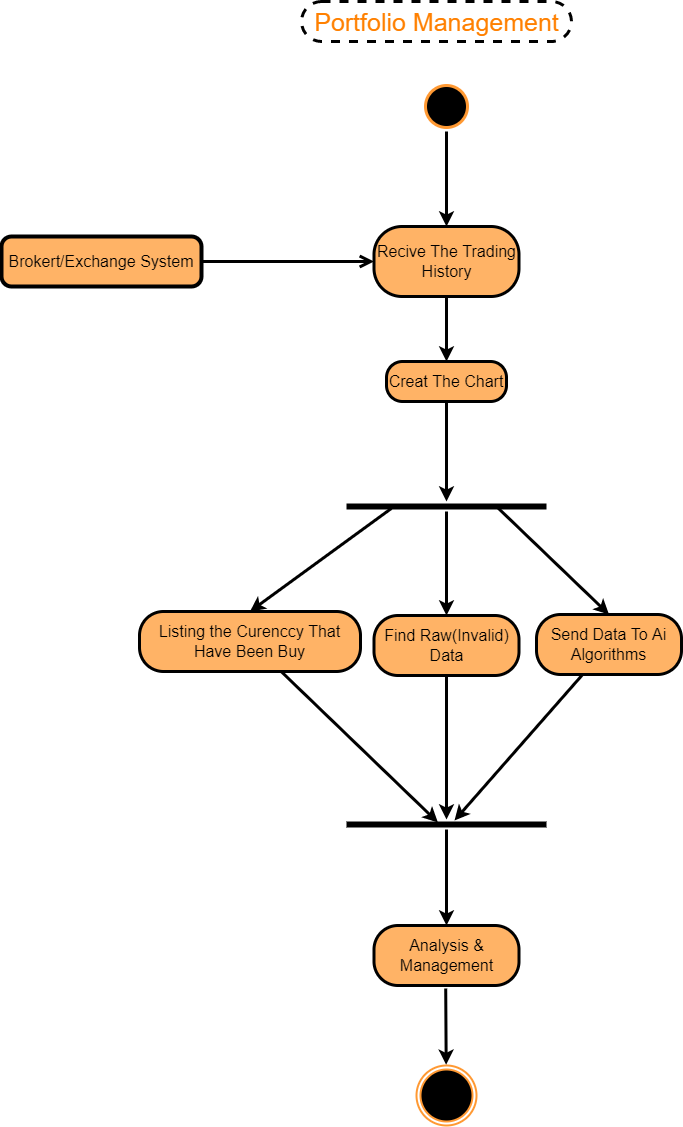 Portfolio Management
Brokert/Exchange System
Recive The Trading
History
Creat The Chart
Listing the Curenccy That
Have Been Buy
Find Raw(Invalid)
Data
Send Data To Ai
Algorithms
Analysis &
Management